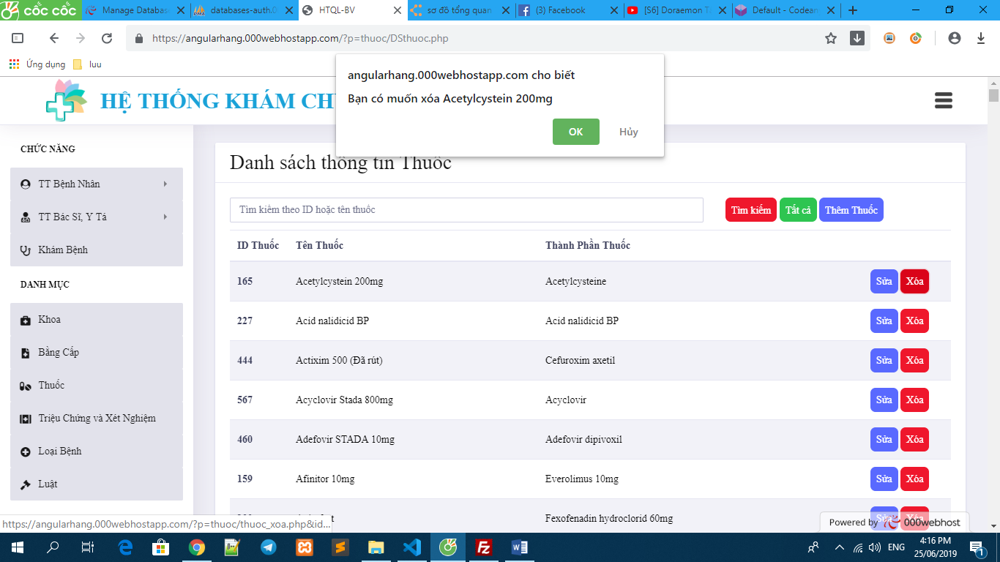 cốc cốc
Manage Databas
databases-auth.0
HTQL-BV
sơ đồ tổng quan
(3) Facebook
[S6] Doraemon T
Default - Codean
https://angularhang.000webhostapp.com/?p=thuoc/DSthuoc.php
Ứng dụng
luu
angularhang.000webhostapp.com cho biết
Bạn có muốn xóa Acetylcystein 200mg
OK Hủy
HỆ THỐNG KHÁM CH
CHỨC NĂNG
TT Bệnh Nhân
TT Bác Sĩ, Y Tá
Khám Bệnh
DANH MỤC
Khoa
Bằng Cấp
Thuốc
Triệu Chứng và Xét Nghiệm
Loại Bệnh
Luật
Danh sách thông tin Thuốc
Tìm kiếm theo ID hoặc tên thuốc
Tìm kiếm Tất cả Thêm Thuốc
ID Thuốc Tên Thuốc Thành Phần Thuốc
165 Acetylcystein 200mg Acetylcysteine Sửa Xóa
227 Acid nalidicid BP Acid nalidicid BP Sửa Xóa
444 Actixim 500 (Đã rút) Cefuroxim axetil Sửa Xóa
567 Acyclovir Stada 800mg Acyclovir Sửa Xóa
460 Adefovir STADA 10mg Adefovir dipivoxil Sửa Xóa
159 Afinitor 10mg Everolimus 10mg Sửa Xóa
Fexofenadin hydroclorid 60mg Sửa Xóa
https://angularhang.000webhostapp.com/?p=thuoc/thuoc_xoa.php&id...
Powered by 000webhost
ENG
4:16 PM
25/06/2019
1